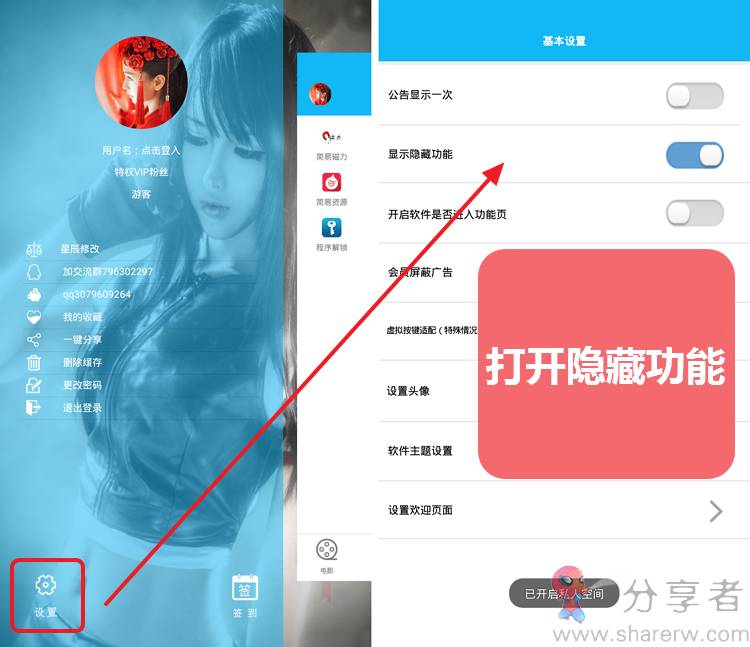 用户名：点击登入
特权VIP粉丝
游客
星辰修改
加交流群796302297
qq3079609264
我的收藏
一键分享
删除缓存
更改密码
退出登录
设置
签
签 到
磁力
简易磁力
简易资源
程序解锁
电影
基本设置
公告显示一次
显示隐藏功能
开启软件是否进入功能页
会员屏蔽广告
虚拟按键适配（特殊情况
设置头像
软件主题设置
设置欢迎页面
打开隐藏功能
已开启私人空间
分享者
www.sharerw.com